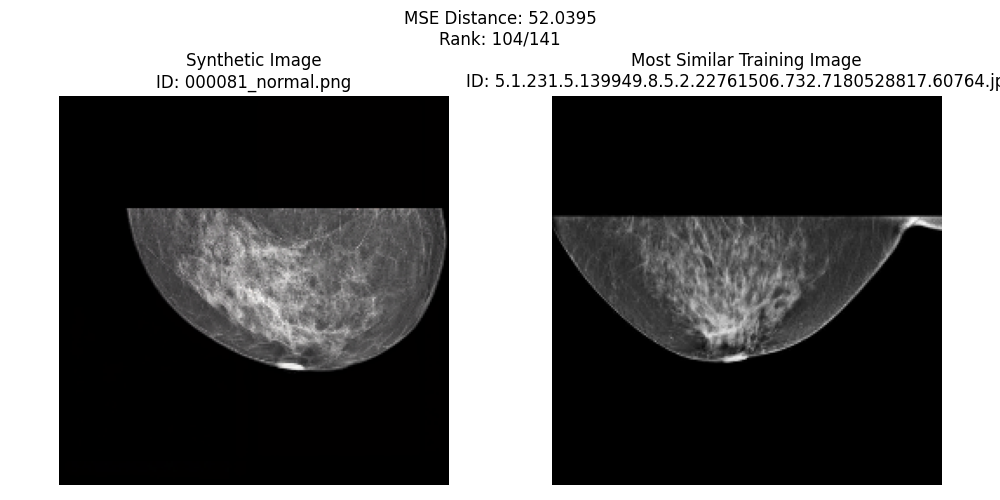 MSE Distance: 52.0395
Rank: 104/141
Synthetic Image
ID: 000081_normal.png
Most Similar Training Image
ID: 5.1.231.5.139949.8.5.2.22761506.732.7180528817.60764.jp